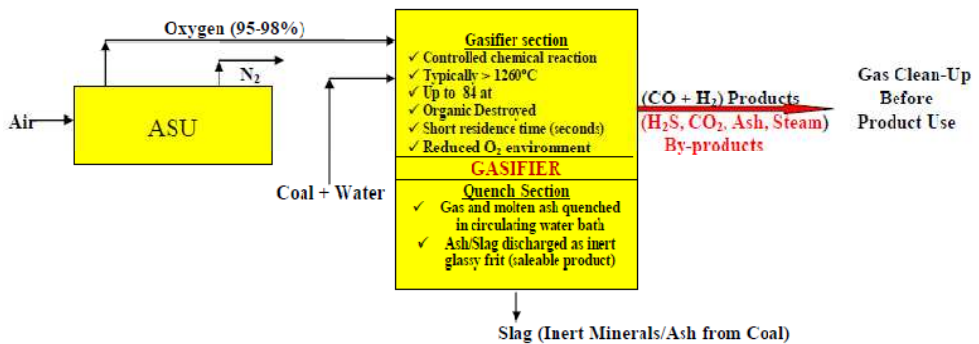 Oxygen (95-98%)
N2
Air
ASU
Coal + Water
Gasifier section
✓ Controlled chemical reaction
✓ Typically > 1260°C
✓ Up to 84 at
✓ Organic Destroyed
✓ Short residence time (seconds)
✓ Reduced O2 environment
GASIFIER
Quench Section
✓ Gas and molten ash quenched
in circulating water bath
✓ Ash/Slag discharged as inert
glassy frit (saleable product)
(CO + H2) Products
(H2S, CO2, Ash, Steam)
By-products
Gas Clean-Up
Before
Product Use
Slag (Inert Minerals/Ash from Coal)